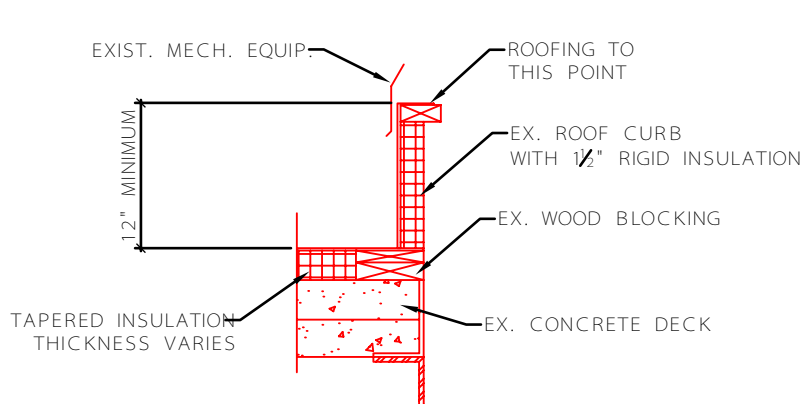 EXIST. MECH. EQUIP.
ROOFING TO
THIS POINT
12" MINIMUM
EX. ROOF CURB
WITH 1½" RIGID INSULATION
EX. WOOD BLOCKING
TAPERED INSULATION
THICKNESS VARIES
EX. CONCRETE DECK